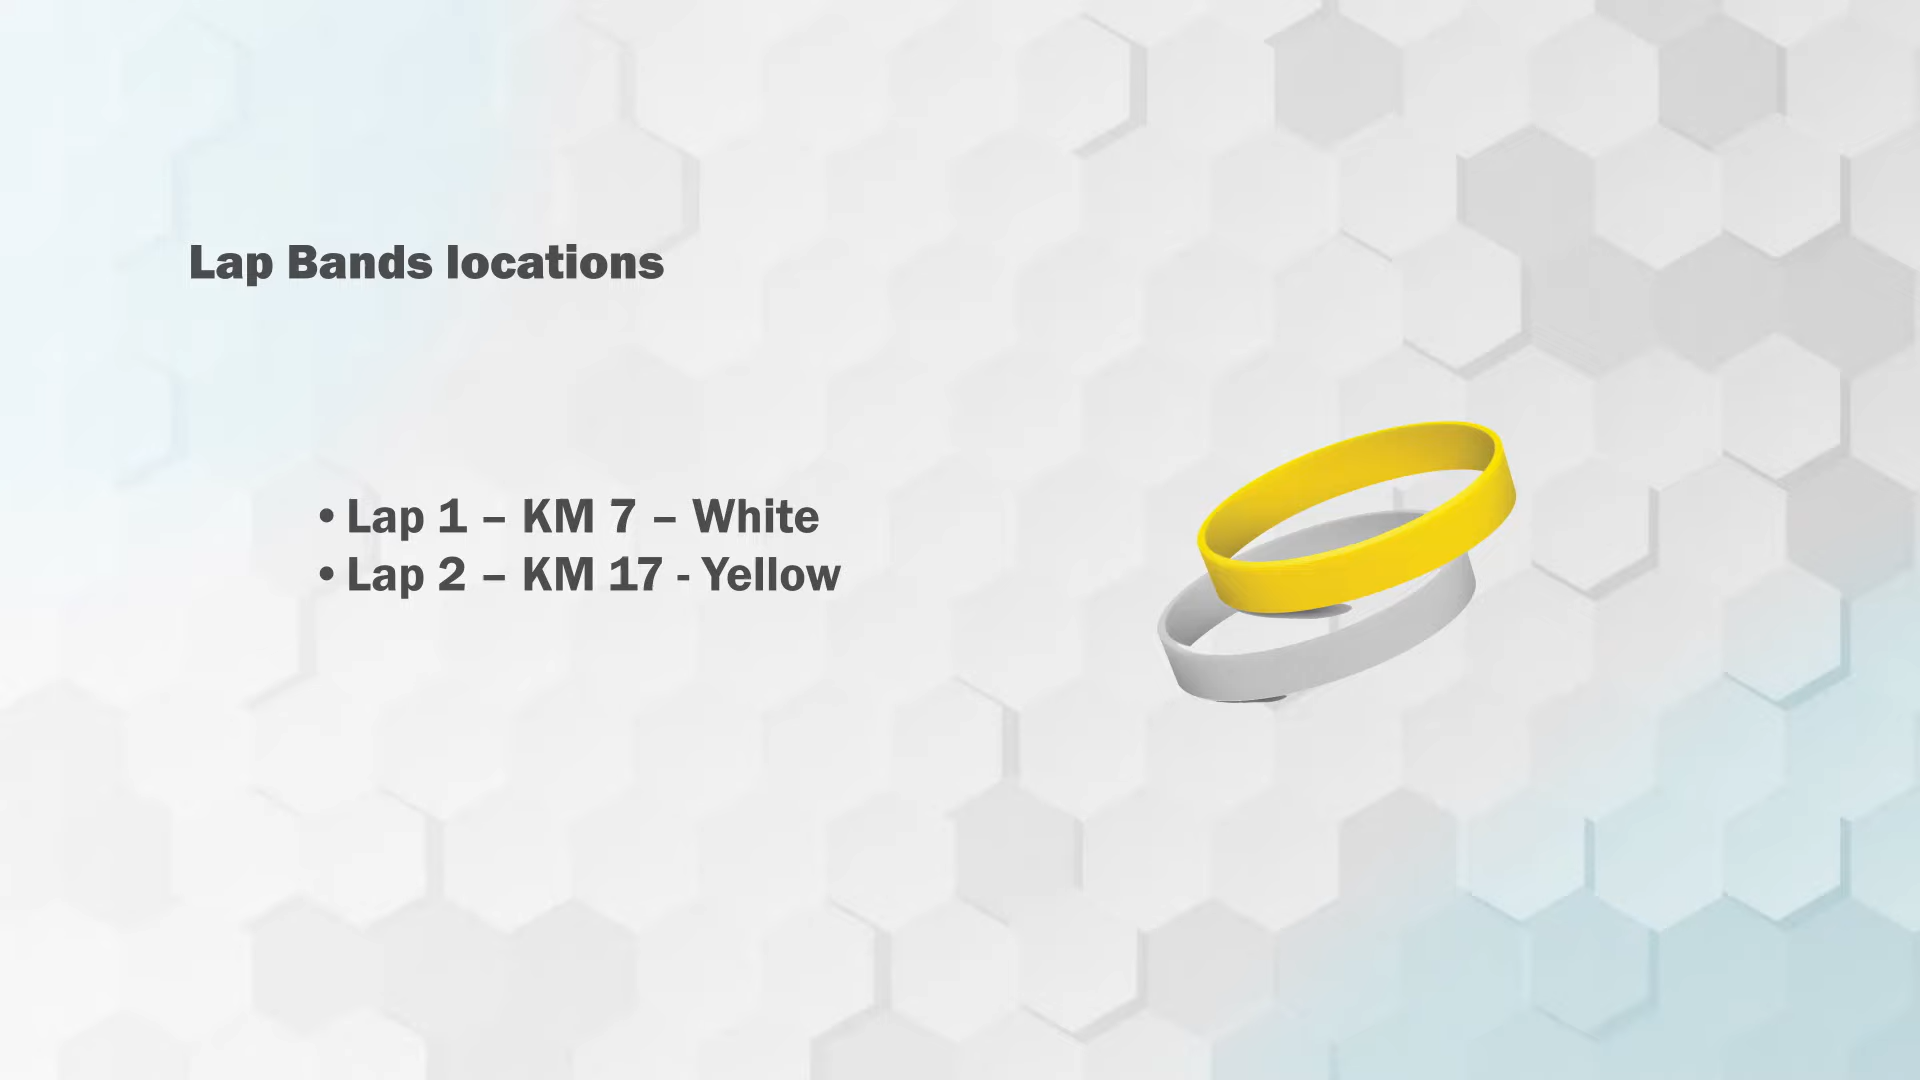 Lap Bands locations
• Lap 1 – KM 7 – White
• Lap 2 – KM 17 - Yellow